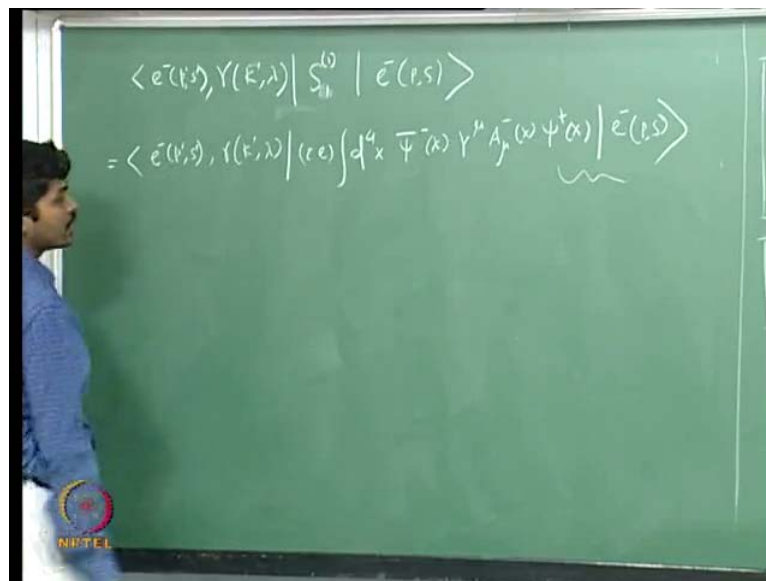 < e⁻(p',s'), γ(k',λ) | S⁽¹⁾ | e⁻(p,s) >
= < e⁻(p',s'), γ(k',λ) | (ie) ∫ d⁴x ψ̄⁻(x) γ^μ A_μ⁻(x) ψ⁺(x) | e⁻(p,s) >
NPTEL